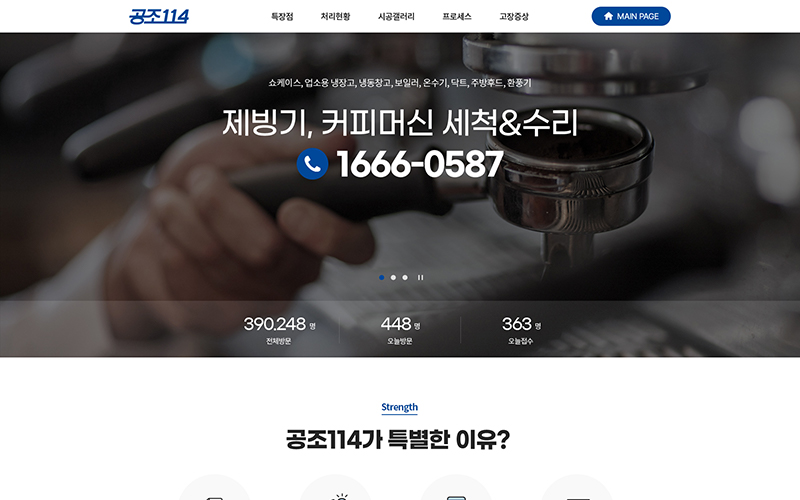 공조114
특장점 처리현황 시공갤러리 프로세스 고장증상
MAIN PAGE
쇼케이스, 업소용 냉장고, 냉동창고, 보일러, 온수기, 닥트, 주방후드, 환풍기
제빙기, 커피머신 세척&수리
1666-0587
390,248 명 448 명 363 명
전체방문 오늘방문 오늘접수
Strength
공조114가 특별한 이유?